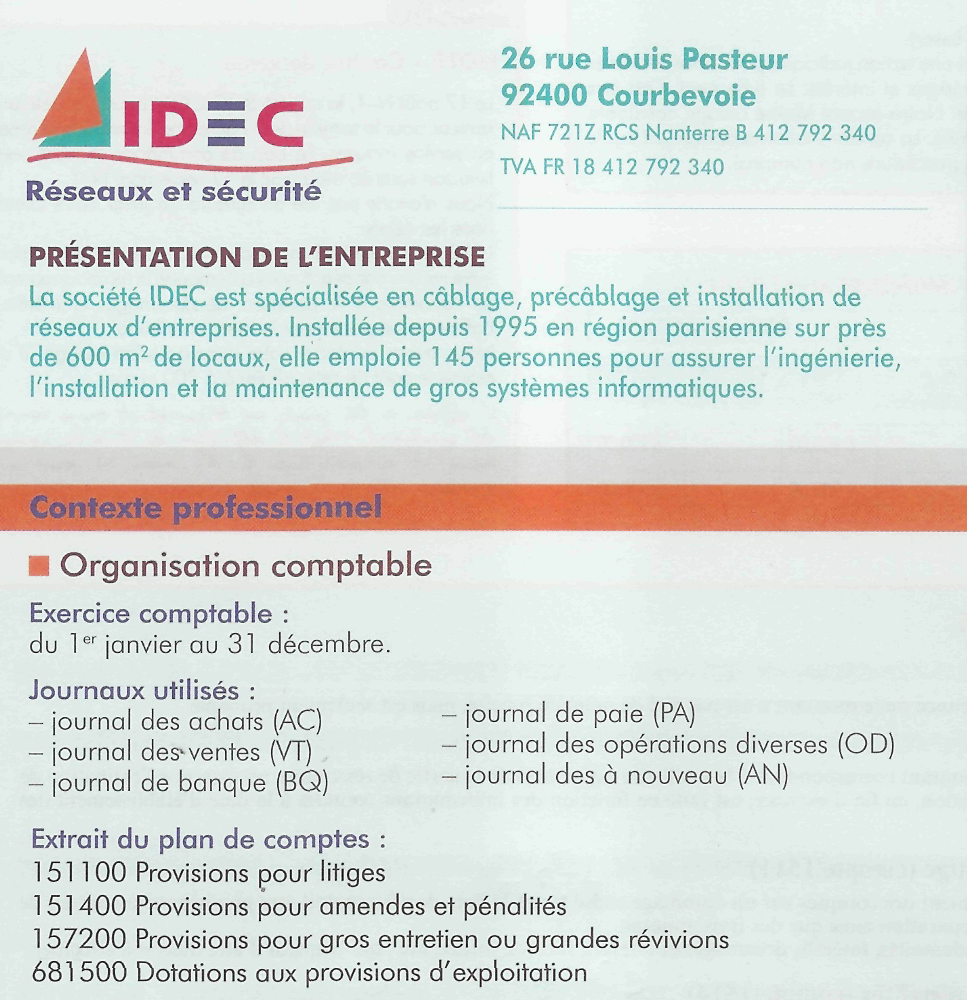 IDEC
Réseaux et sécurité
26 rue Louis Pasteur
92400 Courbevoie
NAF 721Z RCS Nanterre B 412 792 340
TVA FR 18 412 792 340
PRÉSENTATION DE L'ENTREPRISE
La société IDEC est spécialisée en câblage, précâblage et installation de
réseaux d'entreprises. Installée depuis 1995 en région parisienne sur près
de 600 m² de locaux, elle emploie 145 personnes pour assurer l'ingénierie,
l'installation et la maintenance de gros systèmes informatiques.
Contexte professionnel
Organisation comptable
Exercice comptable :
du 1er janvier au 31 décembre.
Journaux utilisés :
– journal des achats (AC)
– journal des ventes (VT)
– journal de banque (BQ)
– journal de paie (PA)
– journal des opérations diverses (OD)
– journal des à nouveau (AN)
Extrait du plan de comptes :
151100 Provisions pour litiges
151400 Provisions pour amendes et pénalités
157200 Provisions pour gros entretien ou grandes révivions
681500 Dotations aux provisions d'exploitation